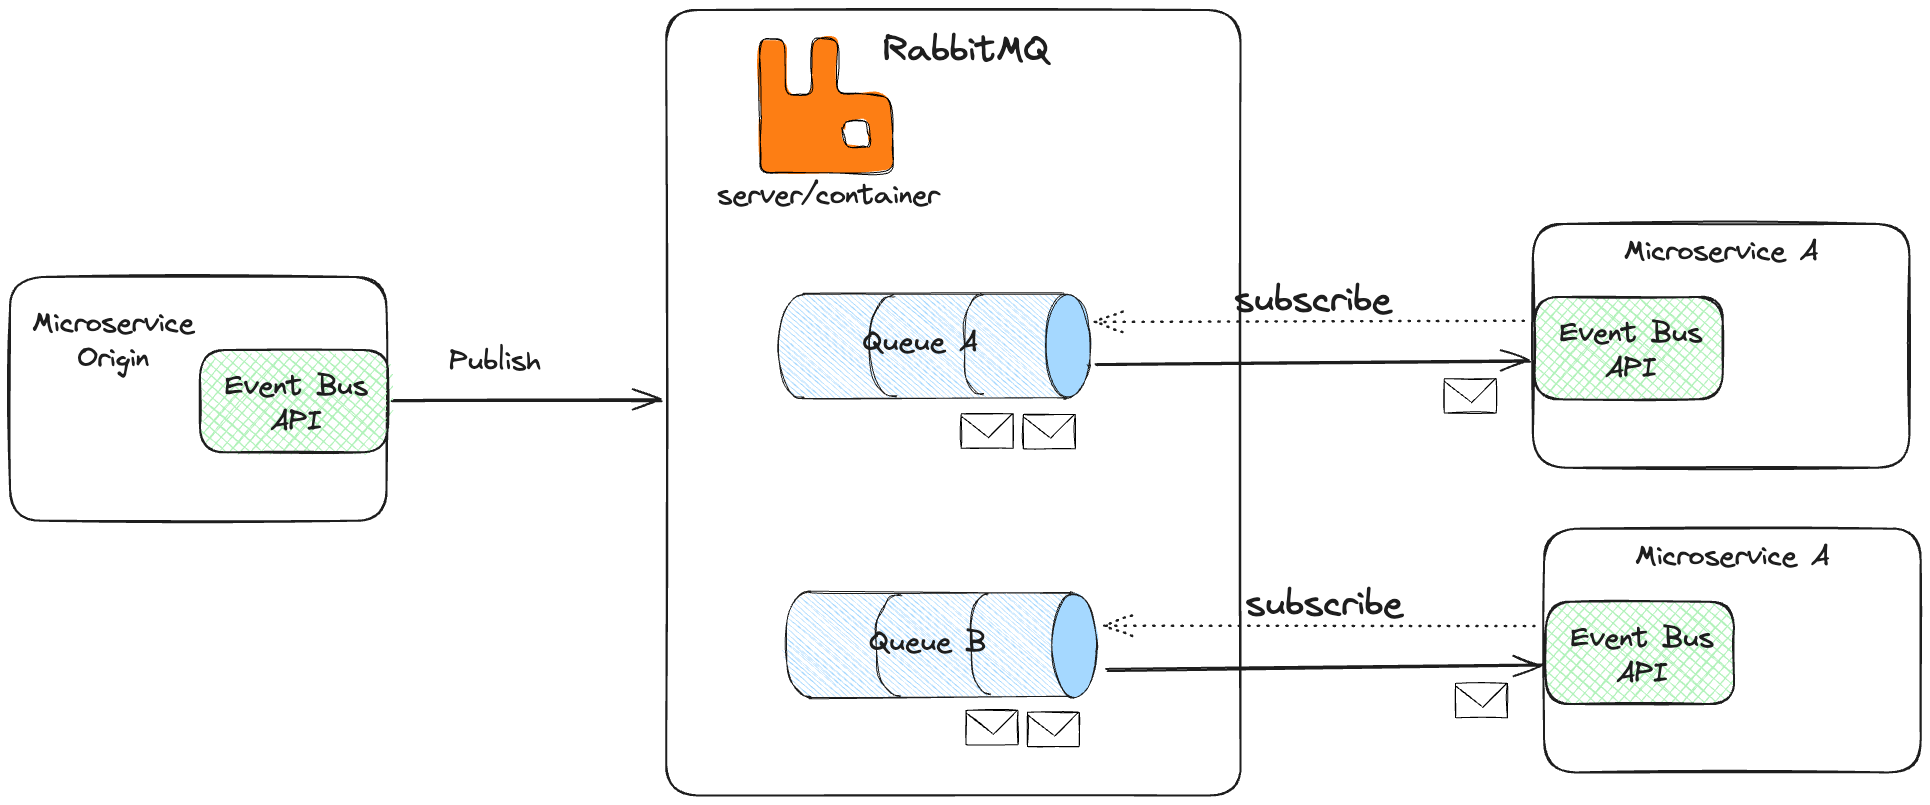 RabbitMQ
server/container
Microservice
Origin
Event Bus
API
Publish
Queue A
subscribe
Microservice A
Event Bus
API
Queue B
subscribe
Microservice A
Event Bus
API